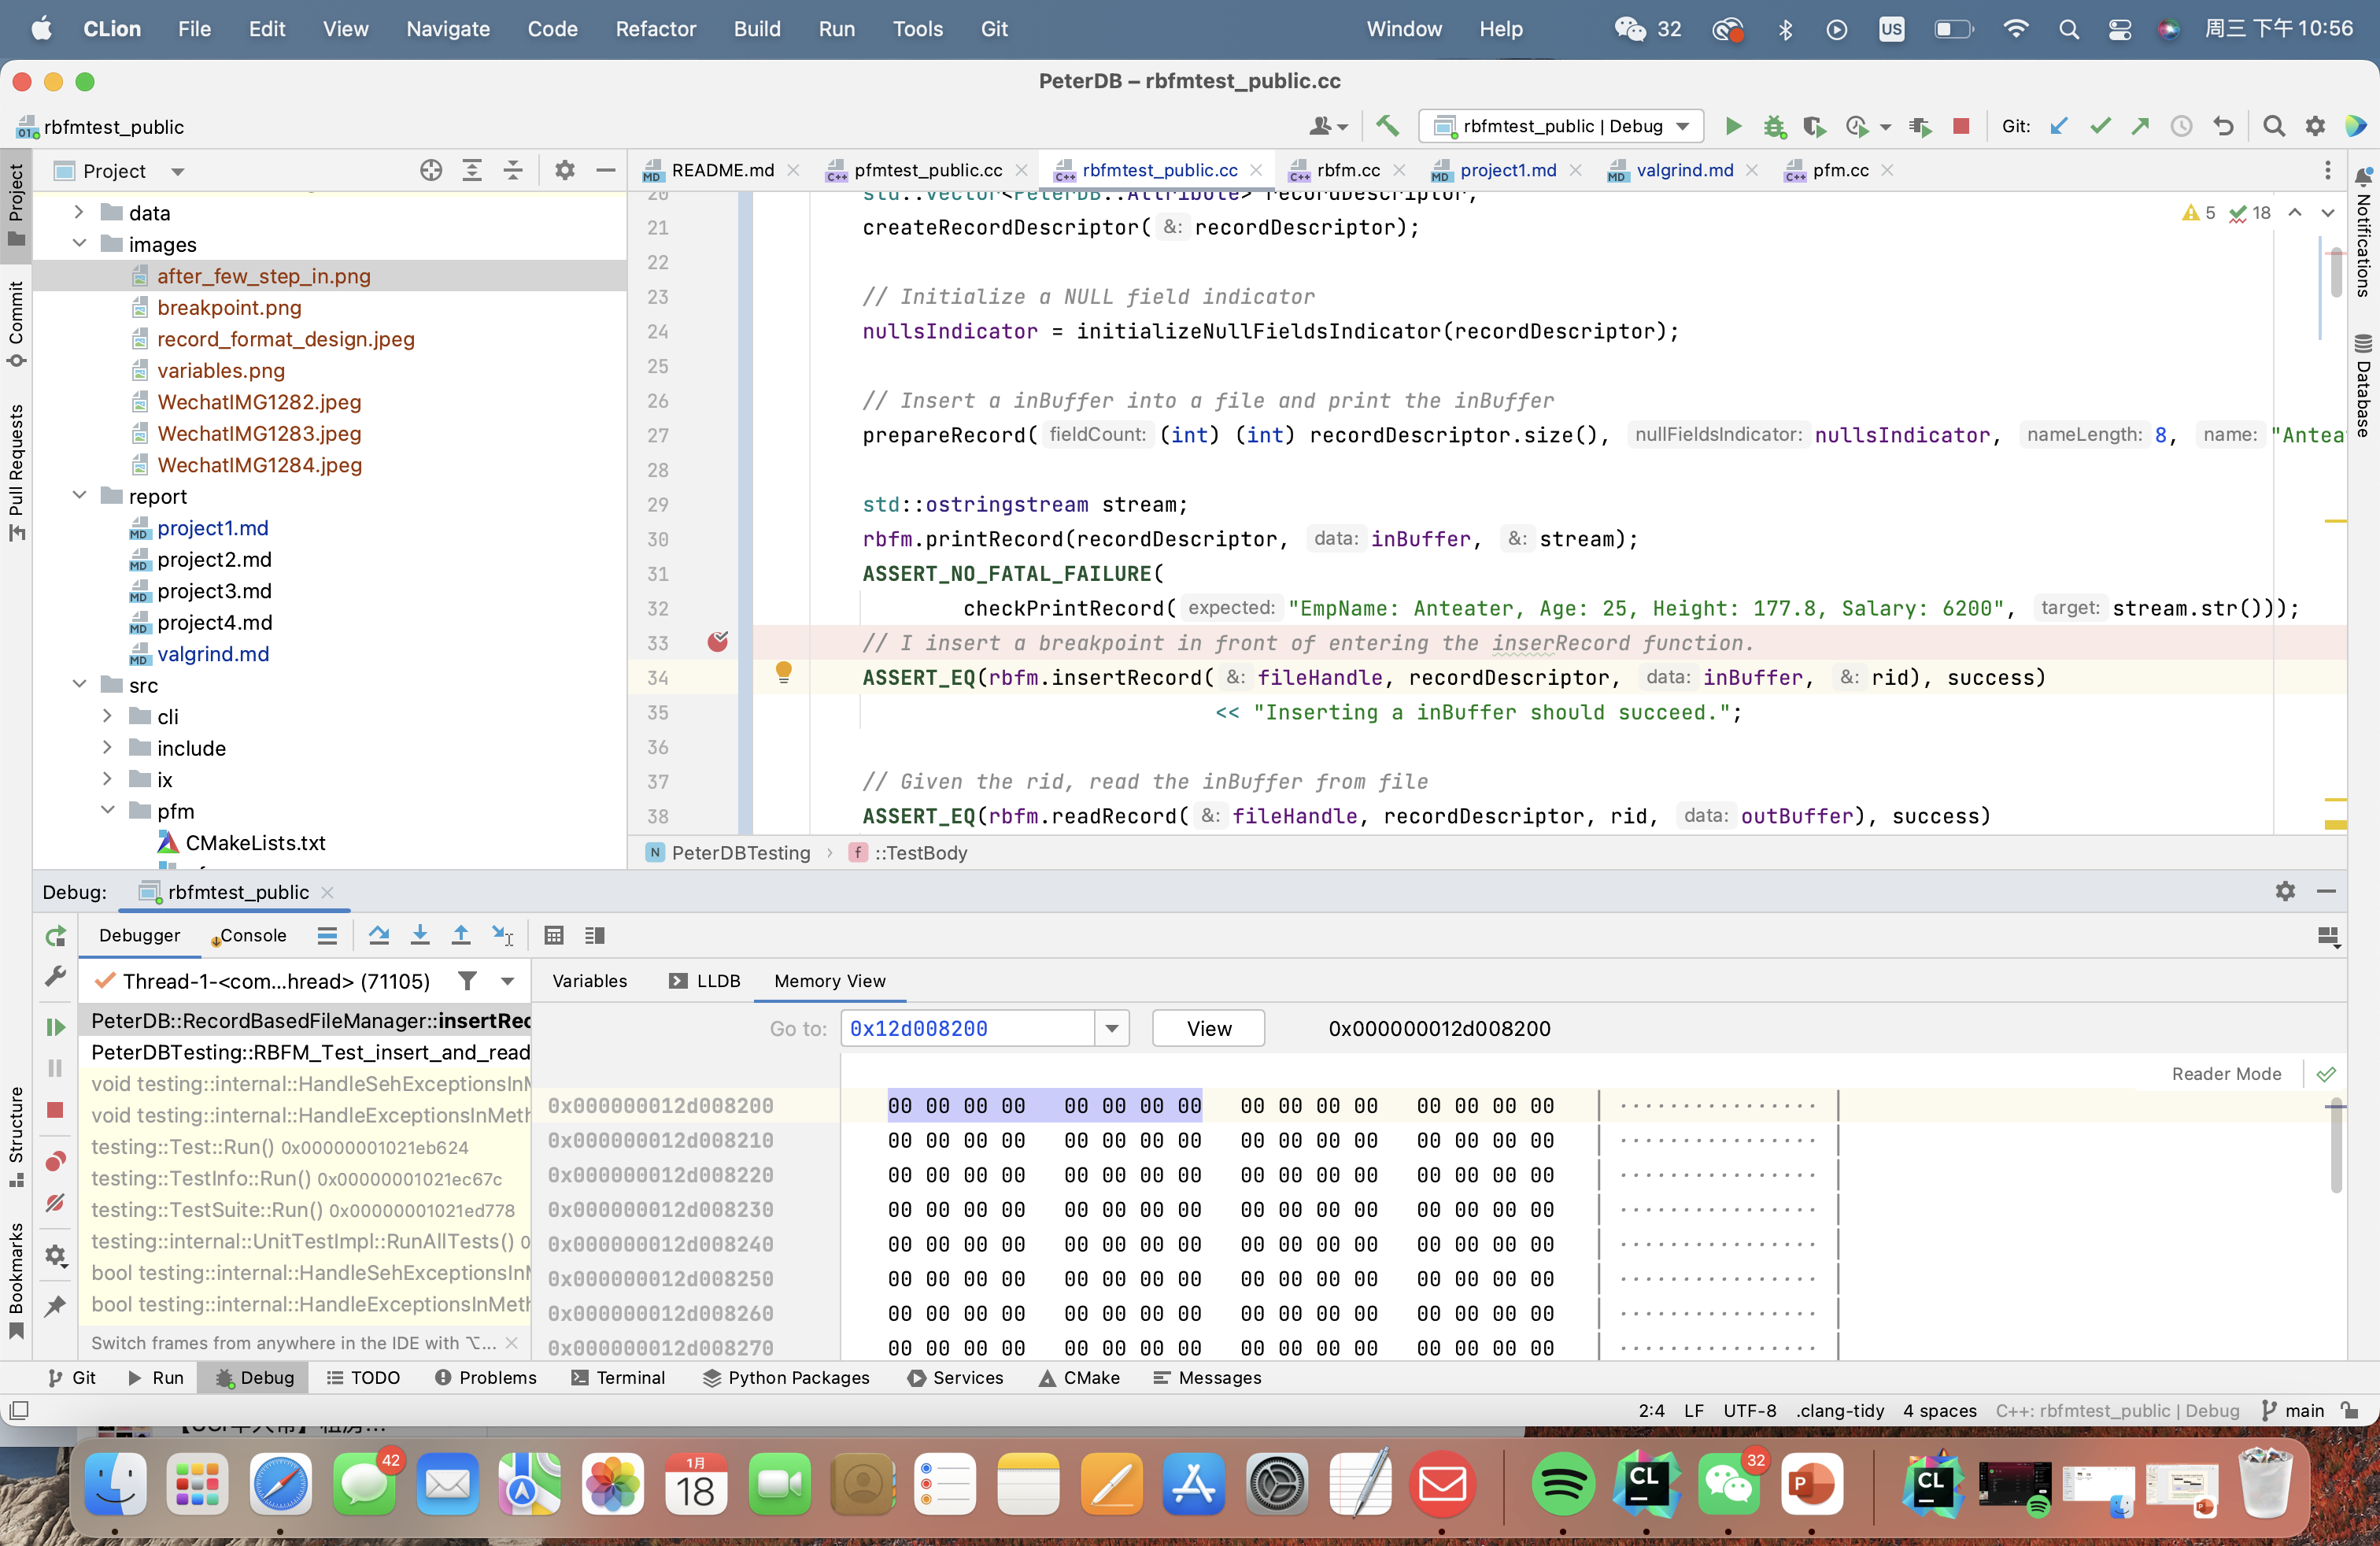 CLion File Edit View Navigate Code Refactor Build Run Tools Git Window Help 32 US 周三 下午10:56
PeterDB – rbfmtest_public.cc
rbfmtest_public
rbfmtest_public | Debug
Git:
Project
README.md
pfmtest_public.cc
rbfmtest_public.cc
rbfm.cc
project1.md
valgrind.md
pfm.cc
Project
Commit
Pull Requests
Structure
Bookmarks
Notifications
Database
data
images
after_few_step_in.png
breakpoint.png
record_format_design.jpeg
variables.png
WechatIMG1282.jpeg
WechatIMG1283.jpeg
WechatIMG1284.jpeg
report
project1.md
project2.md
project3.md
project4.md
valgrind.md
src
cli
include
ix
pfm
CMakeLists.txt
5 18
20 std::vector<PeterDB::Attribute> recordDescriptor;
21 createRecordDescriptor( &: recordDescriptor);
22
23 // Initialize a NULL field indicator
24 nullsIndicator = initializeNullFieldsIndicator(recordDescriptor);
25
26 // Insert a inBuffer into a file and print the inBuffer
27 prepareRecord( fieldCount: (int) (int) recordDescriptor.size(), nullFieldsIndicator: nullsIndicator, nameLength: 8, name: "Antea
28
29 std::ostringstream stream;
30 rbfm.printRecord(recordDescriptor, data: inBuffer, &: stream);
31 ASSERT_NO_FATAL_FAILURE(
32 checkPrintRecord( expected: "EmpName: Anteater, Age: 25, Height: 177.8, Salary: 6200", target: stream.str()));
33 // I insert a breakpoint in front of entering the inserRecord function.
34 ASSERT_EQ(rbfm.insertRecord( &: fileHandle, recordDescriptor, data: inBuffer, &: rid), success)
35 << "Inserting a inBuffer should succeed.";
36
37 // Given the rid, read the inBuffer from file
38 ASSERT_EQ(rbfm.readRecord( &: fileHandle, recordDescriptor, rid, data: outBuffer), success)
PeterDBTesting › ::TestBody
Debug: rbfmtest_public
Debugger Console
Thread-1-<com...hread> (71105)
PeterDB::RecordBasedFileManager::insertRec
PeterDBTesting::RBFM_Test_insert_and_read
void testing::internal::HandleSehExceptionsInM
void testing::internal::HandleExceptionsInMeth
testing::Test::Run() 0x00000001021eb624
testing::TestInfo::Run() 0x00000001021ec67c
testing::TestSuite::Run() 0x00000001021ed778
testing::internal::UnitTestImpl::RunAllTests() 0
bool testing::internal::HandleSehExceptionsInM
bool testing::internal::HandleExceptionsInMeth
Switch frames from anywhere in the IDE with ⌥...
Variables LLDB Memory View
Go to: 0x12d008200 View 0x000000012d008200
Reader Mode
0x000000012d008200 00 00 00 00 00 00 00 00 00 00 00 00 00 00 00 00 | ················ |
0x000000012d008210 00 00 00 00 00 00 00 00 00 00 00 00 00 00 00 00 | ················ |
0x000000012d008220 00 00 00 00 00 00 00 00 00 00 00 00 00 00 00 00 | ················ |
0x000000012d008230 00 00 00 00 00 00 00 00 00 00 00 00 00 00 00 00 | ················ |
0x000000012d008240 00 00 00 00 00 00 00 00 00 00 00 00 00 00 00 00 | ················ |
0x000000012d008250 00 00 00 00 00 00 00 00 00 00 00 00 00 00 00 00 | ················ |
0x000000012d008260 00 00 00 00 00 00 00 00 00 00 00 00 00 00 00 00 | ················ |
0x000000012d008270 00 00 00 00 00 00 00 00 00 00 00 00 00 00 00 00 | ················ |
Git Run Debug TODO Problems Terminal Python Packages Services CMake Messages
2:4 LF UTF-8 .clang-tidy 4 spaces C++: rbfmtest_public | Debug main
42 1月 18 CL 32 P CL